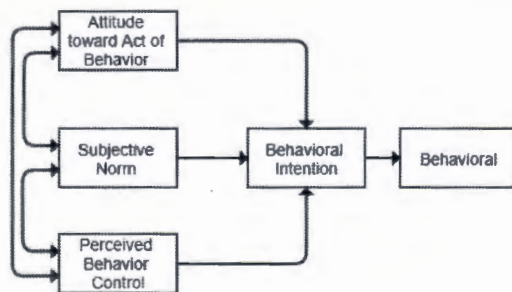 Attitude
toward Act of
Behavior
Subjective
Norm
Behavioral
Intention
Behavioral
Perceived
Behavior
Control